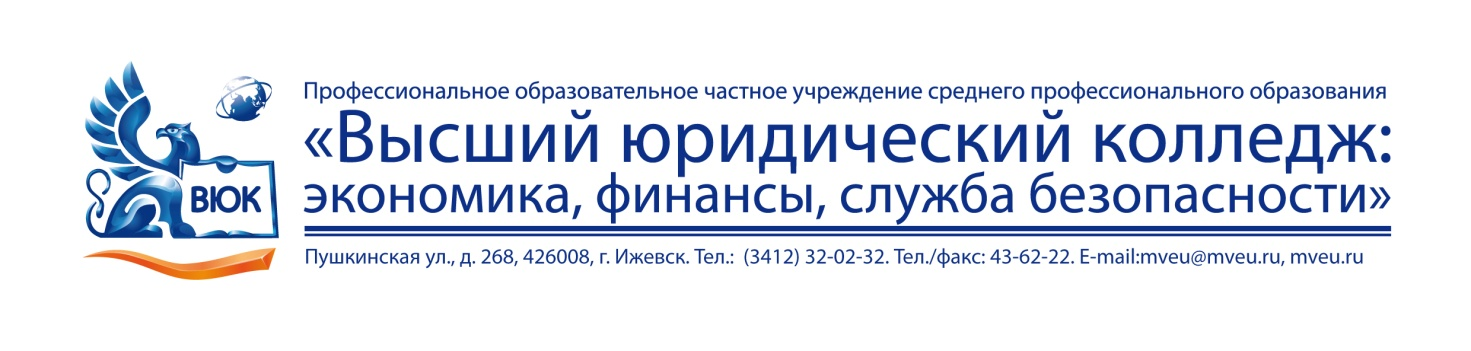 Профессиональное образовательное частное учреждение среднего профессионального образования
«Высший юридический колледж:
экономика, финансы, служба безопасности»
ВЮК
Пушкинская ул., д. 268, 426008, г. Ижевск. Тел.: (3412) 32-02-32. Тел./факс: 43-62-22. E-mail:mveu@mveu.ru, mveu.ru